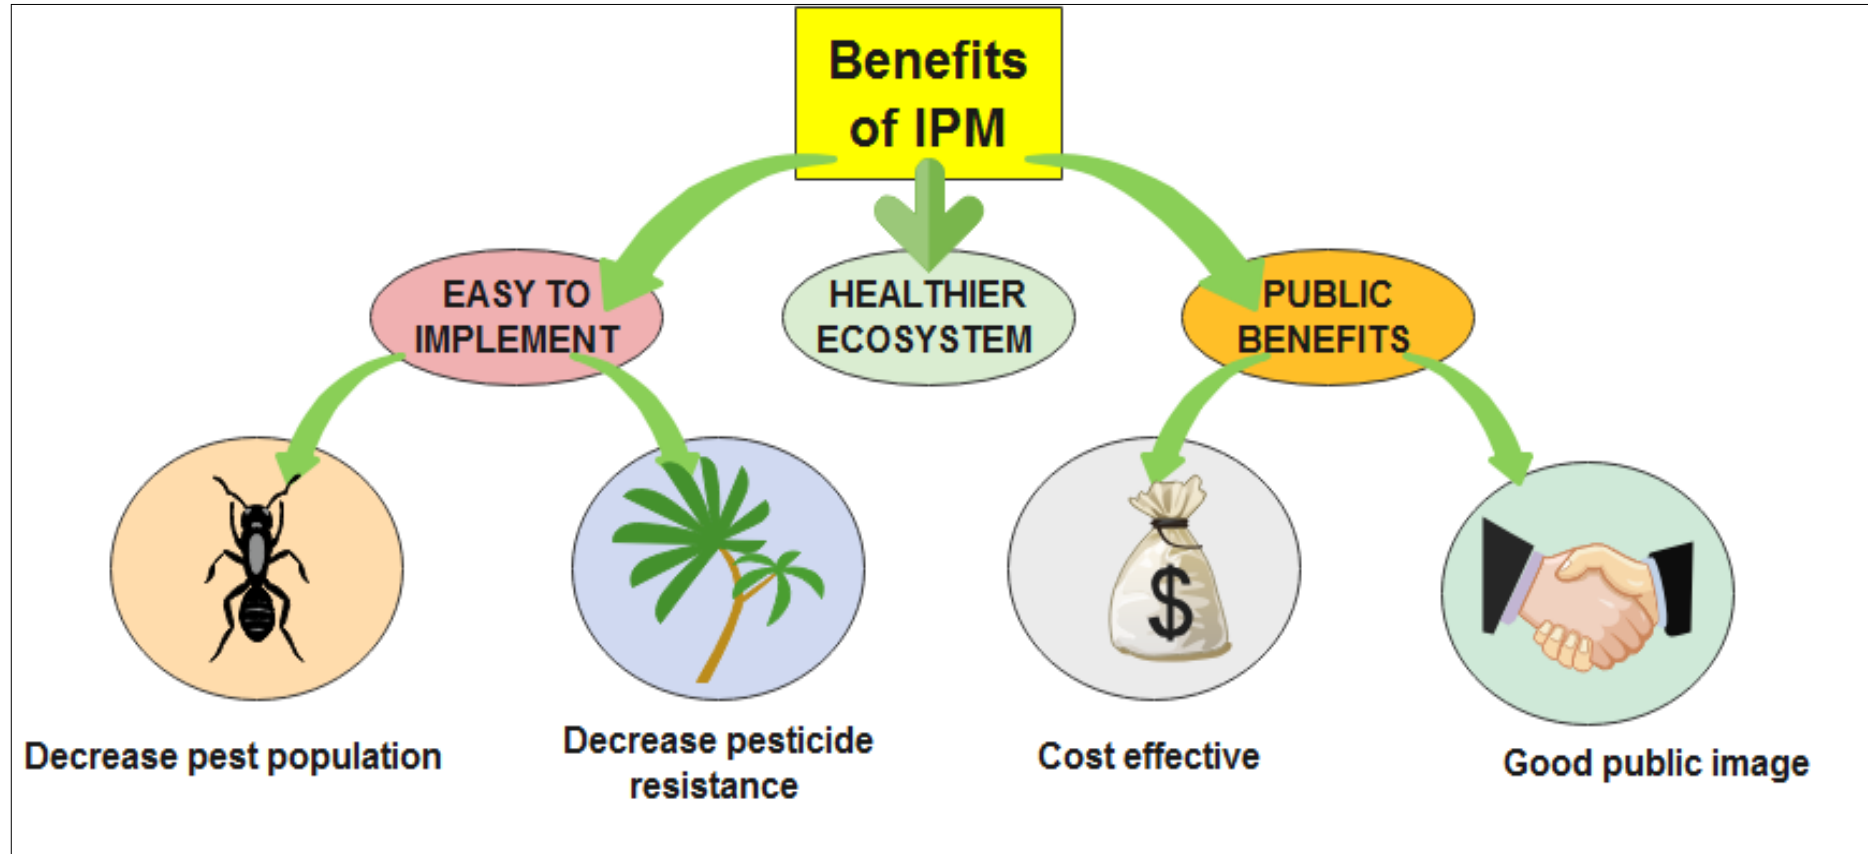 Benefits
of IPM
EASY TO
IMPLEMENT
HEALTHIER
ECOSYSTEM
PUBLIC
BENEFITS
$
Decrease pest population
Decrease pesticide
resistance
Cost effective
Good public image